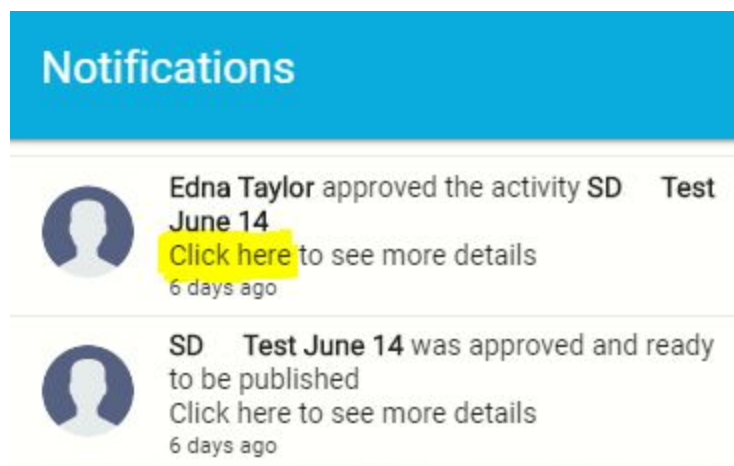 Notifications
Edna Taylor approved the activity SD Test
June 14
Click here to see more details
6 days ago
SD Test June 14 was approved and ready
to be published
Click here to see more details
6 days ago